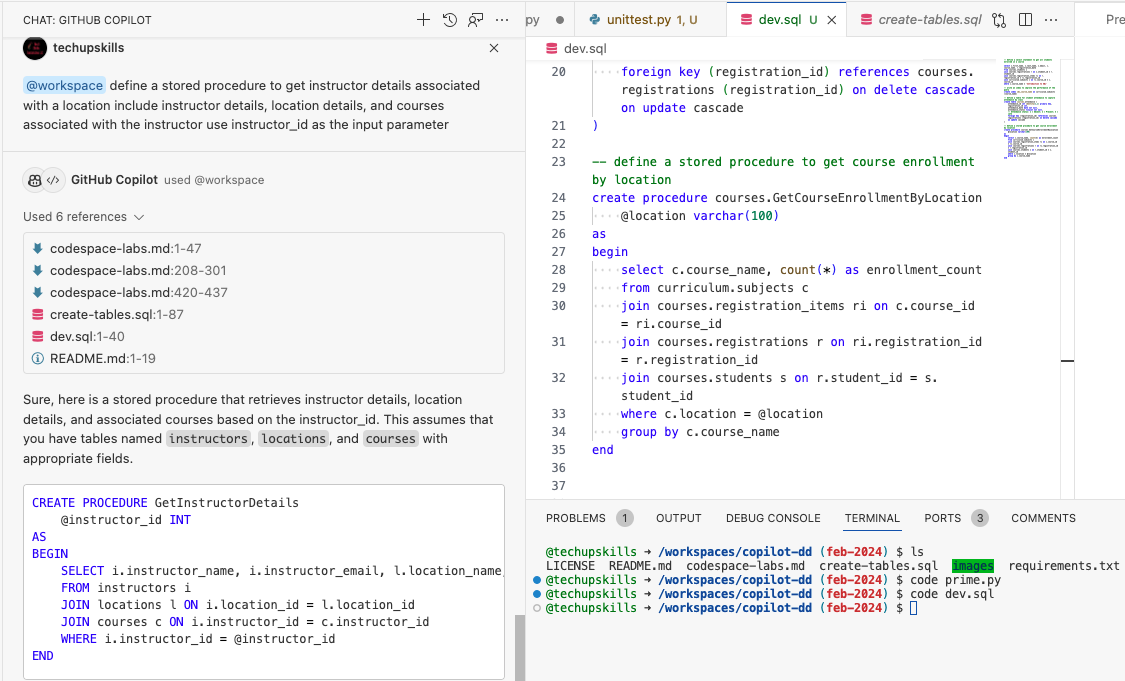 CHAT: GITHUB COPILOT
techupskills
@workspace define a stored procedure to get instructor details associated
with a location include instructor details, location details, and courses
associated with the instructor use instructor_id as the input parameter
GitHub Copilot used @workspace
Used 6 references
codespace-labs.md:1-47
codespace-labs.md:208-301
codespace-labs.md:420-437
create-tables.sql:1-87
dev.sql:1-40
README.md:1-19
Sure, here is a stored procedure that retrieves instructor details, location
details, and associated courses based on the instructor_id. This assumes that
you have tables named instructors, locations, and courses with
appropriate fields.
CREATE PROCEDURE GetInstructorDetails
    @instructor_id INT
AS
BEGIN
    SELECT i.instructor_name, i.instructor_email, l.location_name,
    FROM instructors i
    JOIN locations l ON i.location_id = l.location_id
    JOIN courses c ON i.instructor_id = c.instructor_id
    WHERE i.instructor_id = @instructor_id
END
py ● unittest.py 1, U dev.sql U create-tables.sql Pre
dev.sql
20 foreign key (registration_id) references courses.
registrations (registration_id) on delete cascade
on update cascade
21 )
22
23 -- define a stored procedure to get course enrollment
by location
24 create procedure courses.GetCourseEnrollmentByLocation
25 @location varchar(100)
26 as
27 begin
28 select c.course_name, count(*) as enrollment_count
29 from curriculum.subjects c
30 join courses.registration_items ri on c.course_id
= ri.course_id
31 join courses.registrations r on ri.registration_id
= r.registration_id
32 join courses.students s on r.student_id = s.
student_id
33 where c.location = @location
34 group by c.course_name
35 end
36
37
PROBLEMS 1 OUTPUT DEBUG CONSOLE TERMINAL PORTS 3 COMMENTS
@techupskills → /workspaces/copilot-dd (feb-2024) $ ls
LICENSE README.md codespace-labs.md create-tables.sql images requirements.txt
@techupskills → /workspaces/copilot-dd (feb-2024) $ code prime.py
@techupskills → /workspaces/copilot-dd (feb-2024) $ code dev.sql
@techupskills → /workspaces/copilot-dd (feb-2024) $